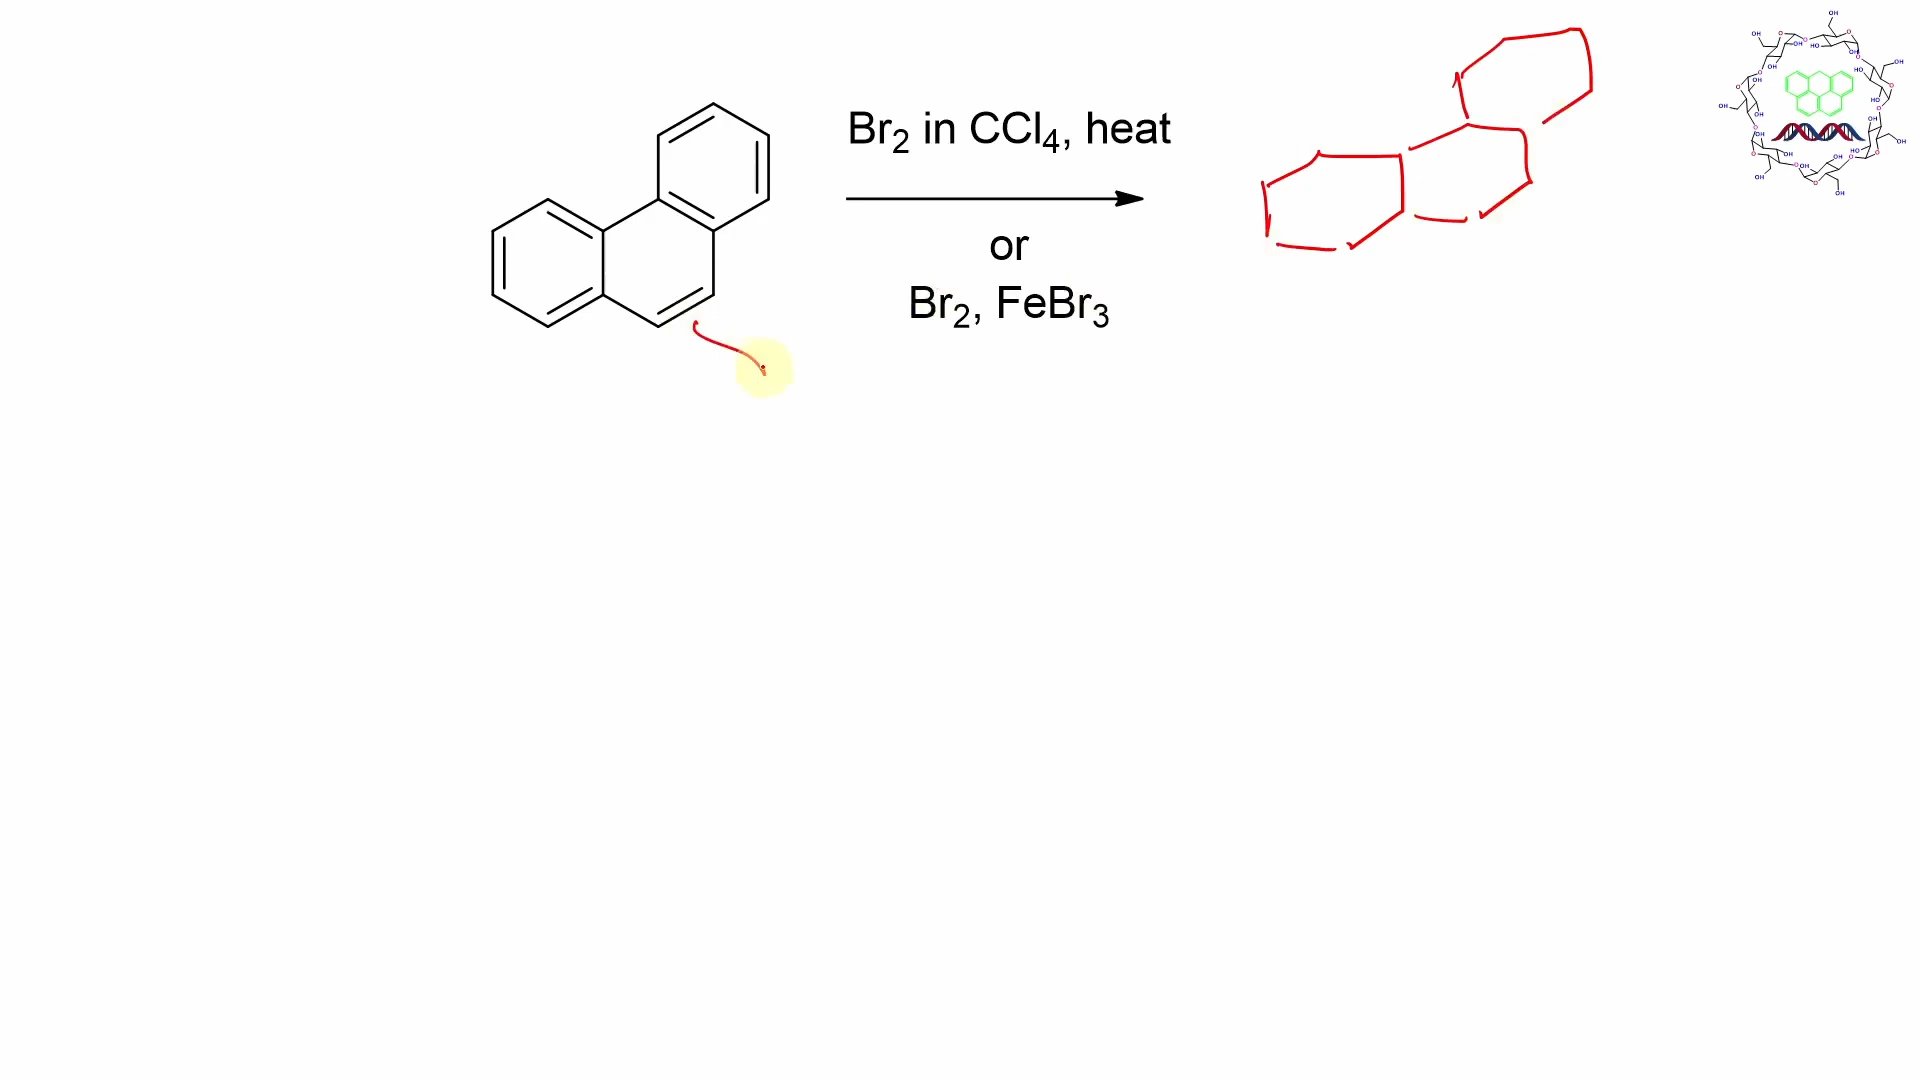 Br₂ in CCl₄, heat
or
Br₂, FeBr₃